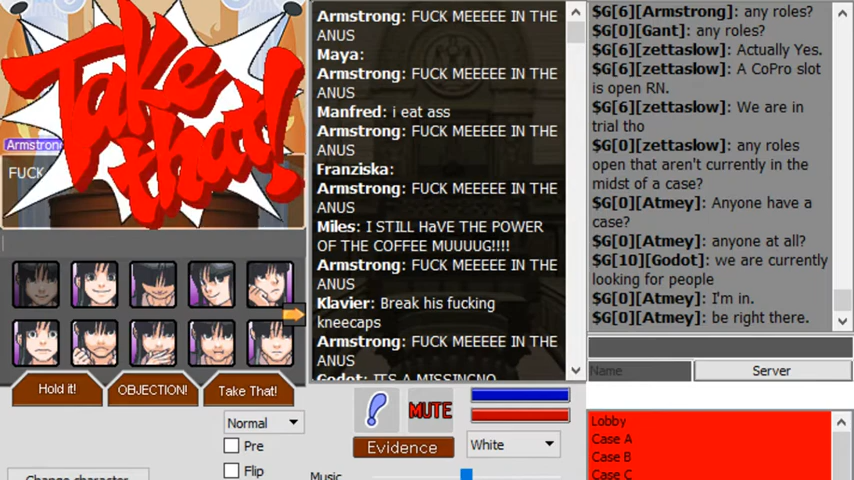 Take
that!
Armstrong
FUCK
Hold it!
OBJECTION!
Take That!
Normal
Pre
Flip
Change character
Armstrong: FUCK MEEEEE IN THE
ANUS
Maya:
Armstrong: FUCK MEEEEE IN THE
ANUS
Manfred: i eat ass
Armstrong: FUCK MEEEEE IN THE
ANUS
Franziska:
Armstrong: FUCK MEEEEE IN THE
ANUS
Miles: I STILL HaVE THE POWER
OF THE COFFEE MUUUUG!!!!
Armstrong: FUCK MEEEEE IN THE
ANUS
Klavier: Break his fucking
kneecaps
Armstrong: FUCK MEEEEE IN THE
ANUS
Godot: ITS A MISSINGNO
MUTE
Evidence
White
Music
$G[6][Armstrong]: any roles?
$G[0][Gant]: any roles?
$G[6][zettaslow]: Actually Yes.
$G[6][zettaslow]: A CoPro slot
is open RN.
$G[6][zettaslow]: We are in
trial tho
$G[0][zettaslow]: any roles
open that aren't currently in the
midst of a case?
$G[0][Atmey]: Anyone have a
case?
$G[0][Atmey]: anyone at all?
$G[10][Godot]: we are currently
looking for people
$G[0][Atmey]: I'm in.
$G[0][Atmey]: be right there.
Name
Server
Lobby
Case A
Case B
Case C